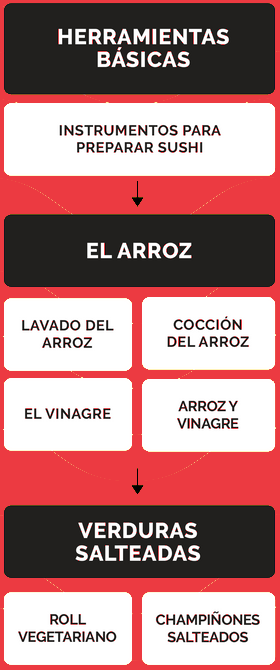 HERRAMIENTAS
BÁSICAS
INSTRUMENTOS PARA
PREPARAR SUSHI
EL ARROZ
LAVADO DEL
ARROZ
COCCIÓN
DEL ARROZ
EL VINAGRE
ARROZ Y
VINAGRE
VERDURAS
SALTEADAS
ROLL
VEGETARIANO
CHAMPIÑONES
SALTEADOS